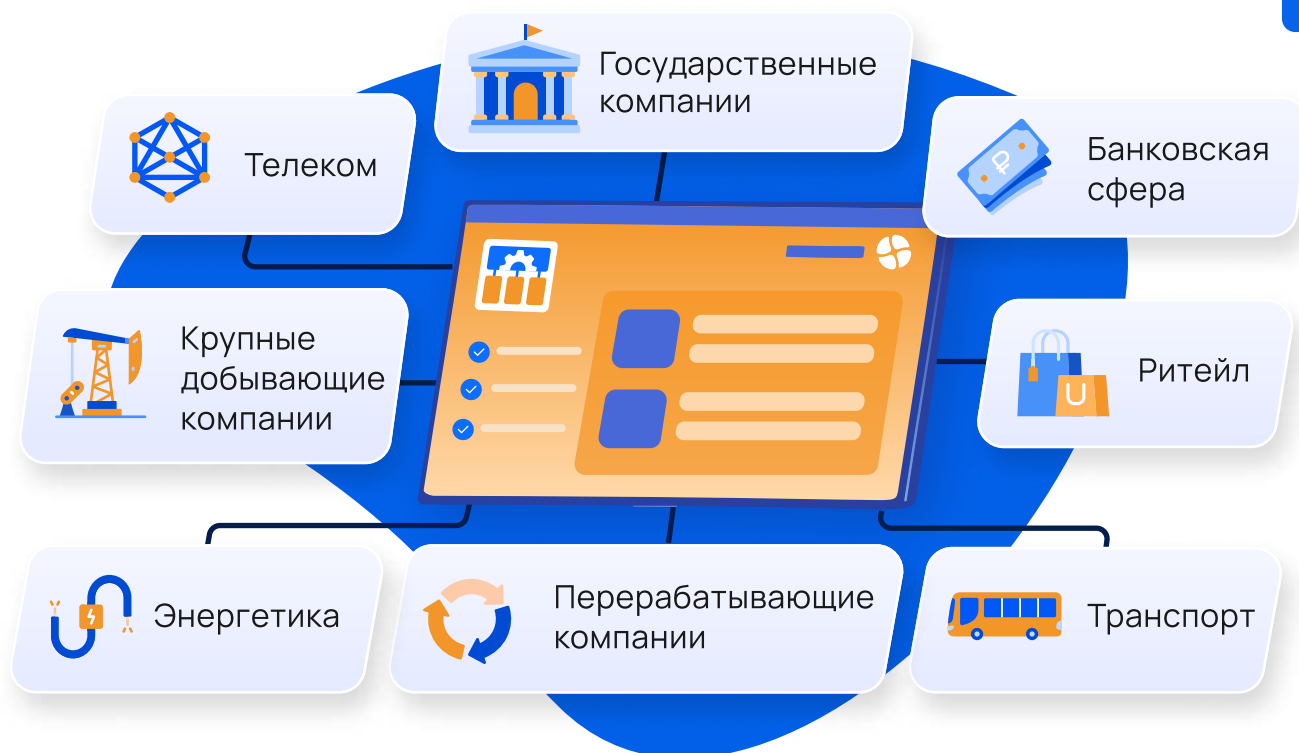 Государственные
компании
Телеком
Банковская
сфера
Крупные
добывающие
компании
Ритейл
Энергетика
Перерабатывающие
компании
Транспорт